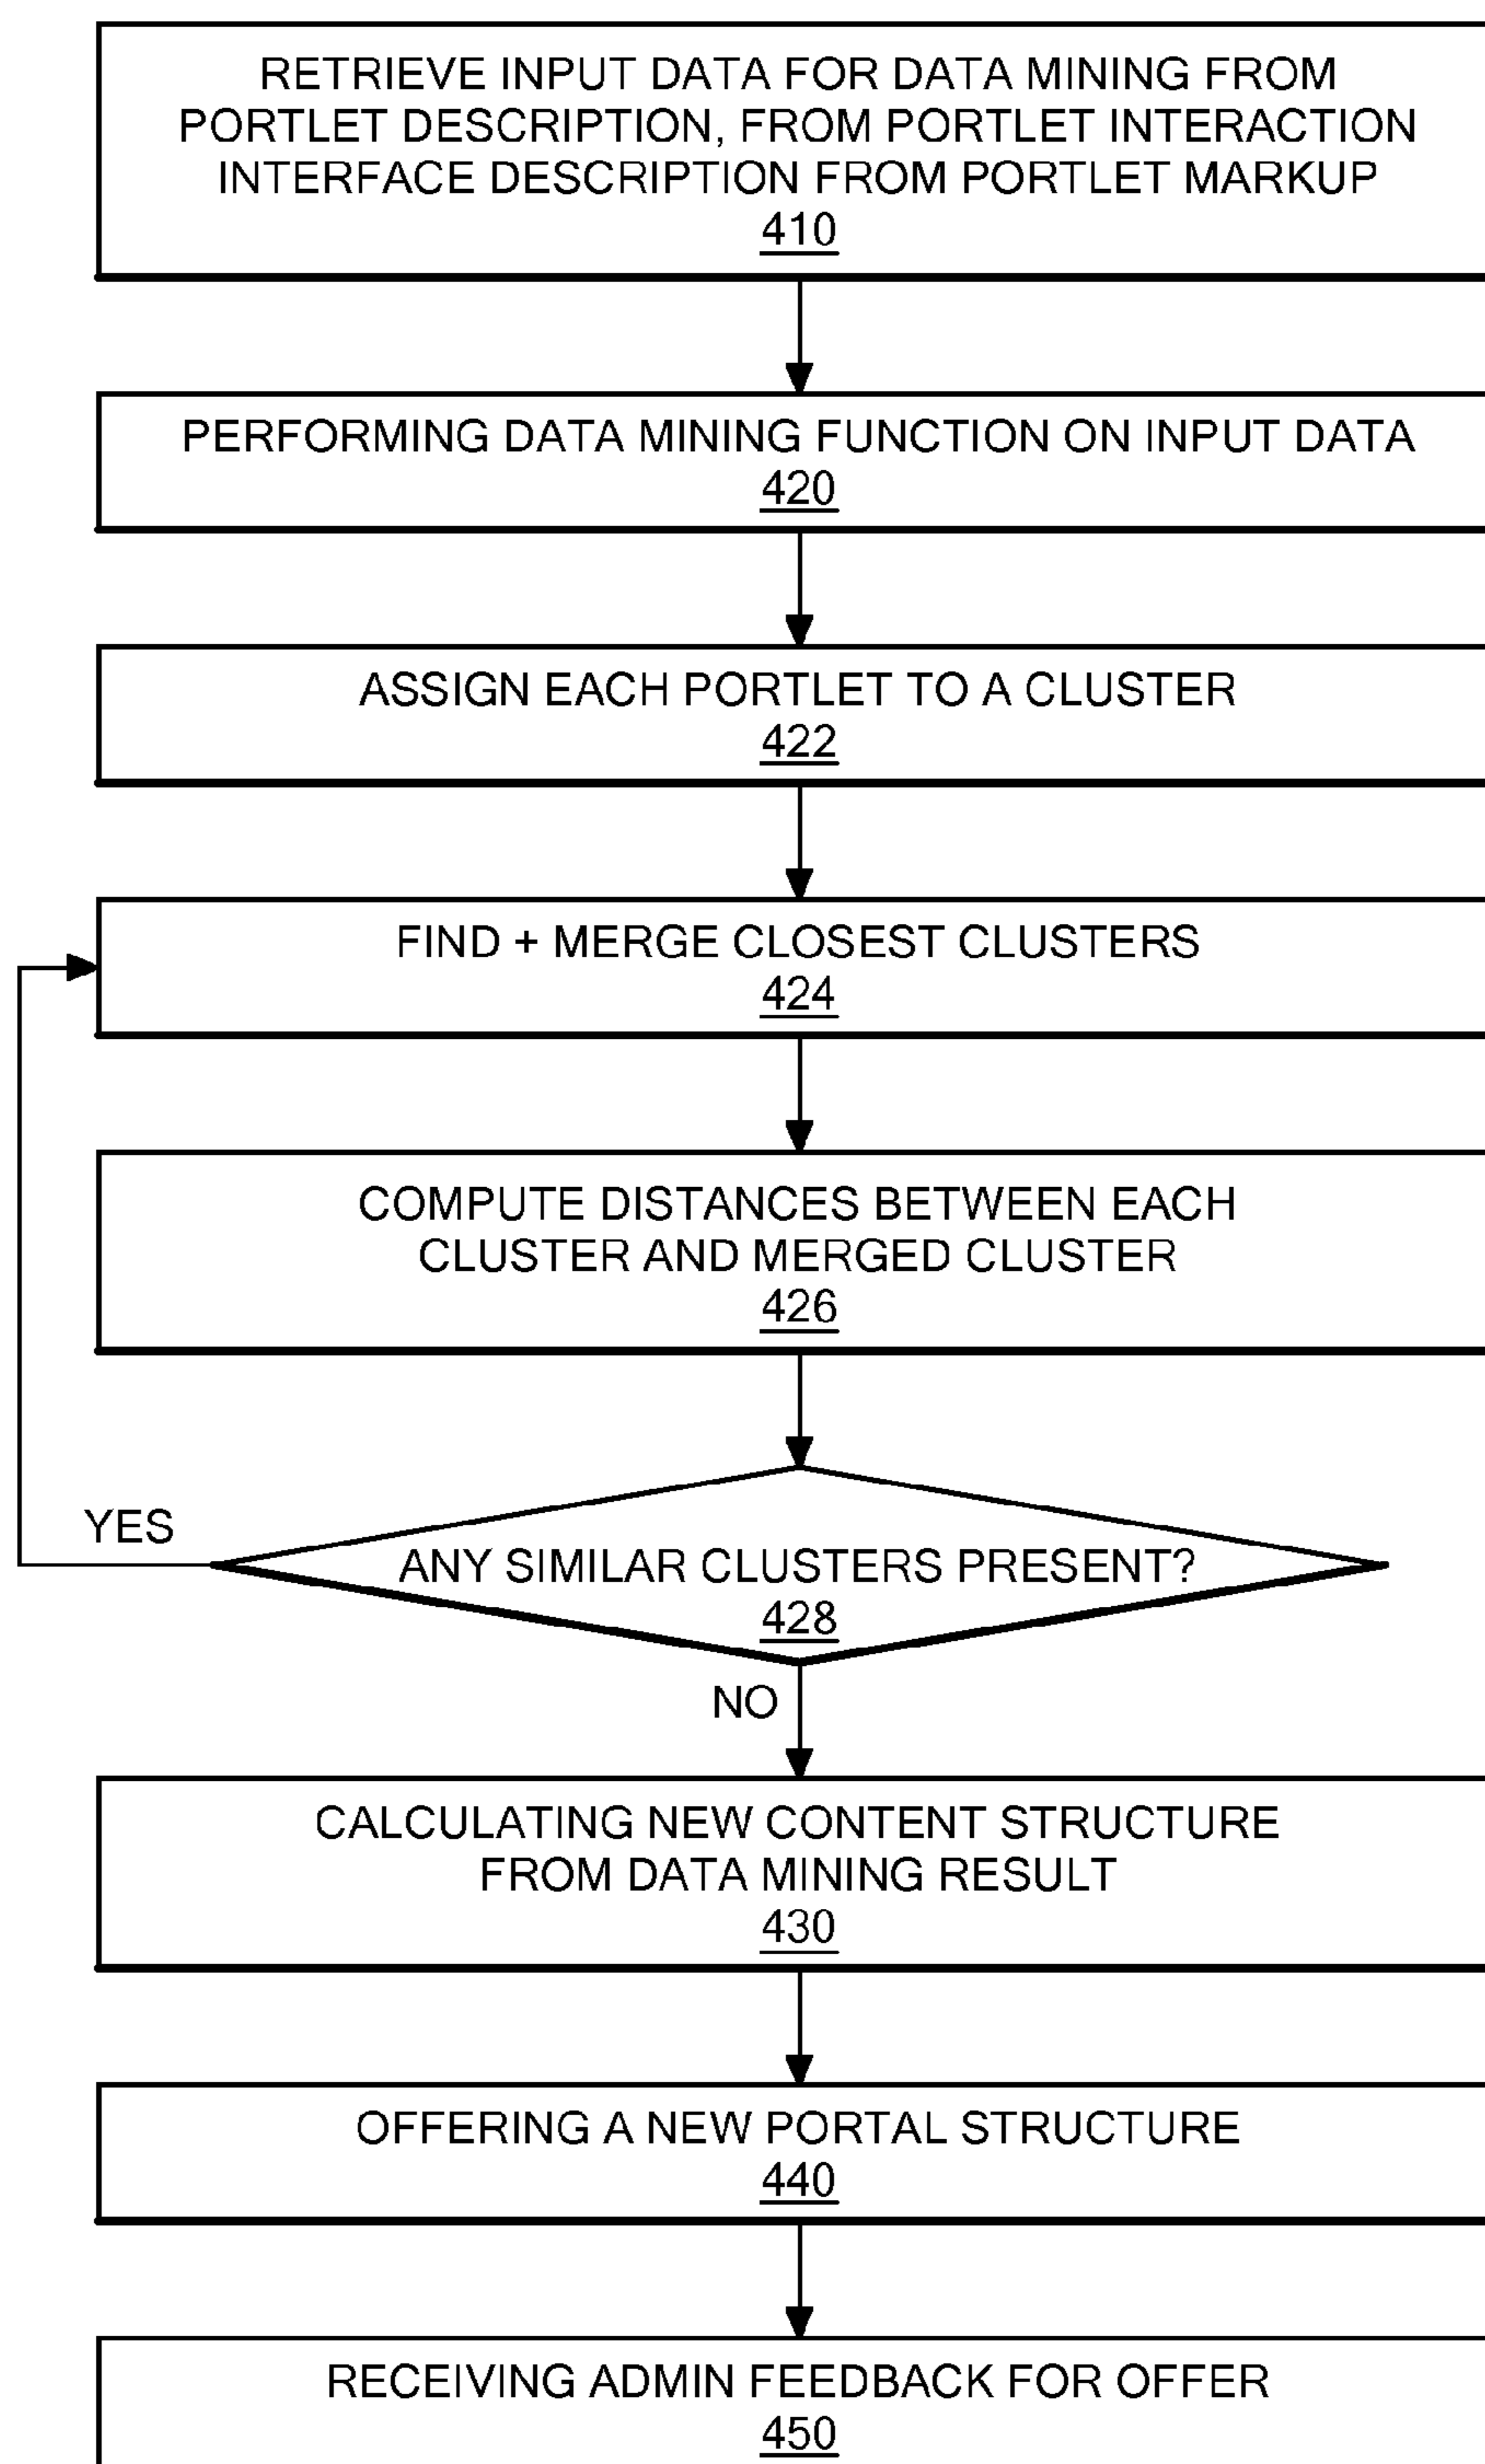 RETRIEVE INPUT DATA FOR DATA MINING FROM
PORTLET DESCRIPTION, FROM PORTLET INTERACTION
INTERFACE DESCRIPTION FROM PORTLET MARKUP
410
PERFORMING DATA MINING FUNCTION ON INPUT DATA
420
ASSIGN EACH PORTLET TO A CLUSTER
422
FIND + MERGE CLOSEST CLUSTERS
424
COMPUTE DISTANCES BETWEEN EACH
CLUSTER AND MERGED CLUSTER
426
YES
ANY SIMILAR CLUSTERS PRESENT?
428
NO
CALCULATING NEW CONTENT STRUCTURE
FROM DATA MINING RESULT
430
OFFERING A NEW PORTAL STRUCTURE
440
RECEIVING ADMIN FEEDBACK FOR OFFER
450